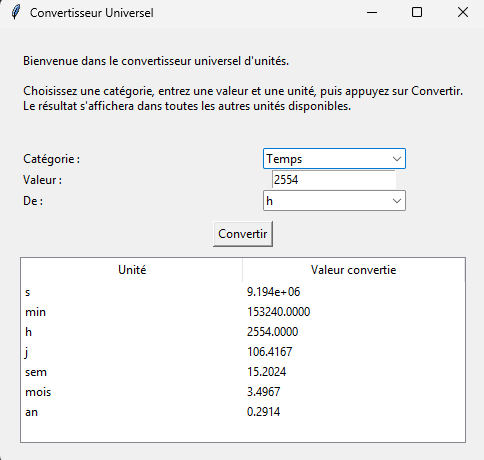 Convertisseur Universel
Bienvenue dans le convertisseur universel d'unités.
Choisissez une catégorie, entrez une valeur et une unité, puis appuyez sur Convertir.
Le résultat s'affichera dans toutes les autres unités disponibles.
Catégorie : Temps
Valeur : 2554
De : h
Convertir
Unité Valeur convertie
s 9.194e+06
min 153240.0000
h 2554.0000
j 106.4167
sem 15.2024
mois 3.4967
an 0.2914